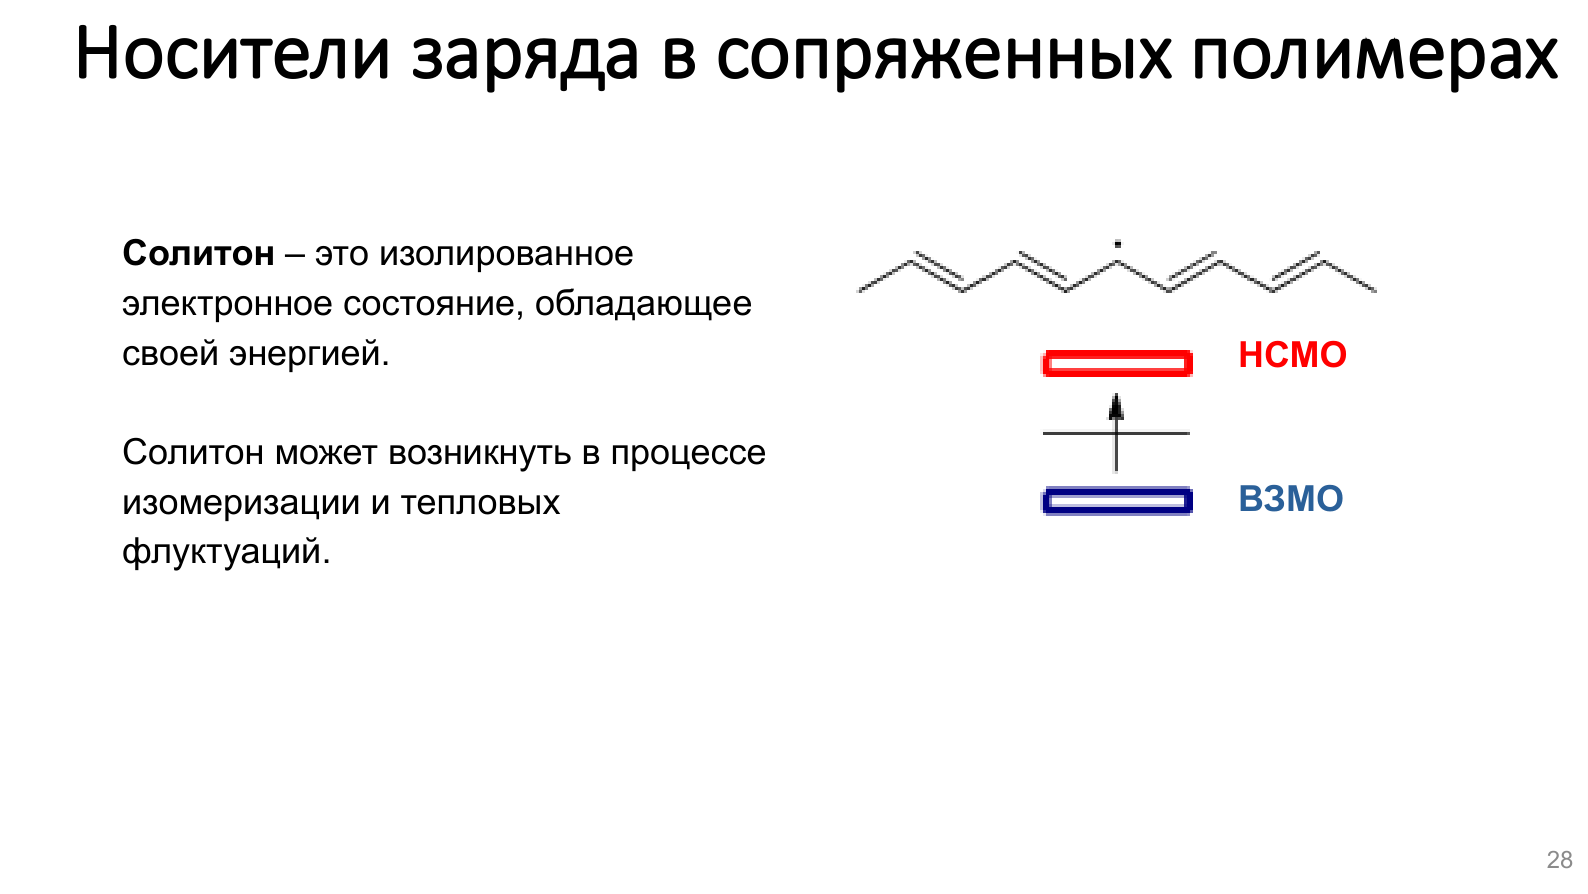 Носители заряда в сопряженных полимерах
Солитон – это изолированное
электронное состояние, обладающее
своей энергией.
Солитон может возникнуть в процессе
изомеризации и тепловых
флуктуаций.
НСМО
ВЗМО
28